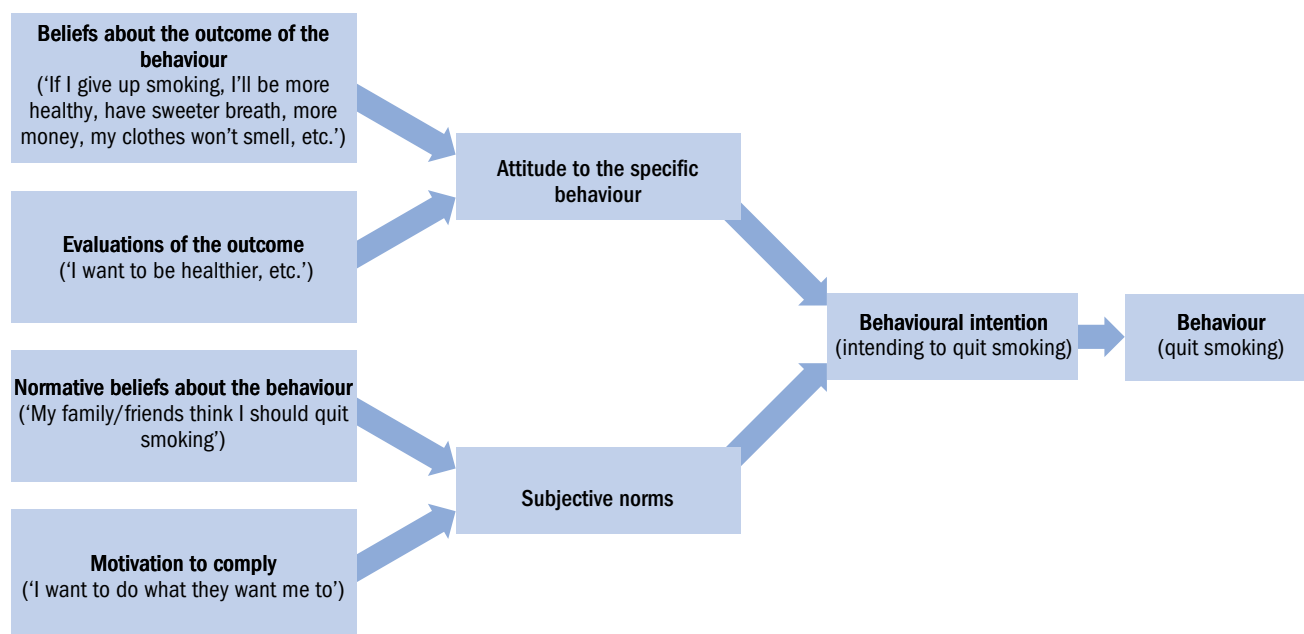 Beliefs about the outcome of the
behaviour
(‘If I give up smoking, I’ll be more
healthy, have sweeter breath, more
money, my clothes won’t smell, etc.’)
Evaluations of the outcome
(‘I want to be healthier, etc.’)
Normative beliefs about the behaviour
(‘My family/friends think I should quit
smoking’)
Motivation to comply
(‘I want to do what they want me to’)
Attitude to the specific
behaviour
Subjective norms
Behavioural intention
(intending to quit smoking)
Behaviour
(quit smoking)